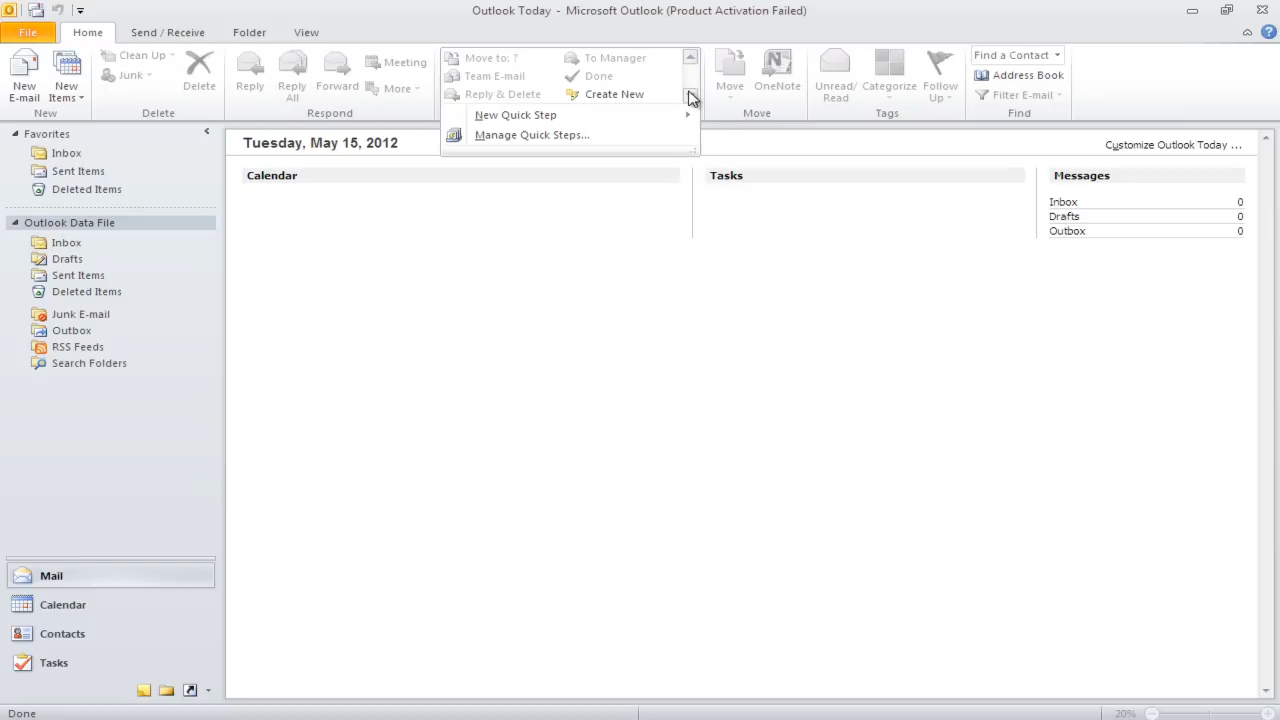 Outlook Today - Microsoft Outlook (Product Activation Failed)
File Home Send / Receive Folder View
New E-mail
New Items
New
Clean Up
Junk
Delete
Delete
Reply
Reply All
Forward
Meeting
More
Respond
Move to: ?
To Manager
Team E-mail
Done
Reply & Delete
Create New
New Quick Step
Manage Quick Steps...
Move
OneNote
Move
Unread/ Read
Categorize
Follow Up
Tags
Find a Contact
Address Book
Filter E-mail
Find
Favorites
Inbox
Sent Items
Deleted Items
Outlook Data File
Inbox
Drafts
Sent Items
Deleted Items
Junk E-mail
Outbox
RSS Feeds
Search Folders
Mail
Calendar
Contacts
Tasks
Tuesday, May 15, 2012
Customize Outlook Today ...
Calendar
Tasks
Messages
Inbox 0
Drafts 0
Outbox 0
Done
20%